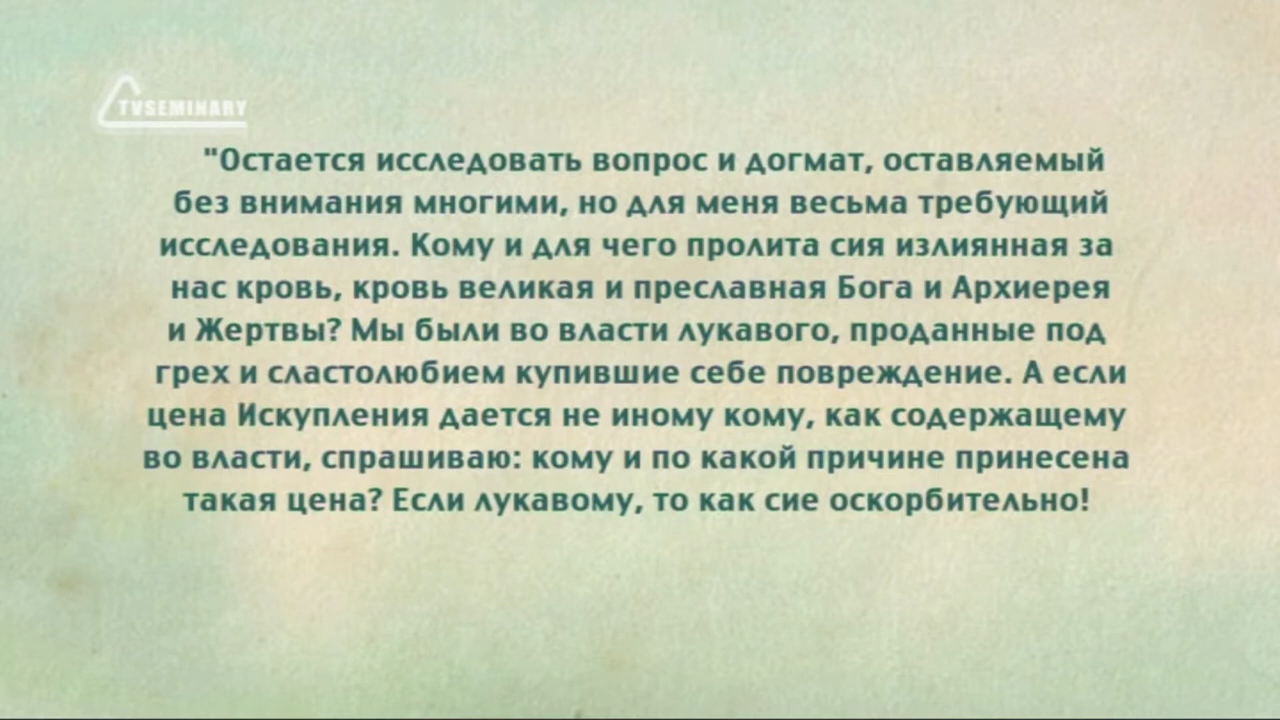 TVSEMINARY
"Остается исследовать вопрос и догмат, оставляемый
без внимания многими, но для меня весьма требующий
исследования. Кому и для чего пролита сия излиянная за
нас кровь, кровь великая и преславная Бога и Архиерея
и Жертвы? Мы были во власти лукавого, проданные под
грех и сластолюбием купившие себе повреждение. А если
цена Искупления дается не иному кому, как содержащему
во власти, спрашиваю: кому и по какой причине принесена
такая цена? Если лукавому, то как сие оскорбительно!